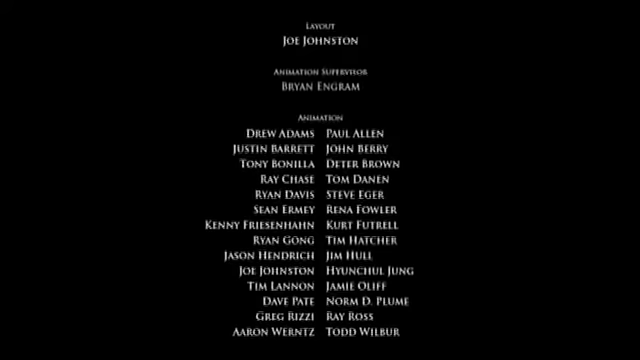 Layout
Joe Johnston
Animation Supervisor
Bryan Engram
Animation
Drew Adams Paul Allen
Justin Barrett John Berry
Tony Bonilla Deter Brown
Ray Chase Tom Danen
Ryan Davis Steve Eger
Sean Ermey Rena Fowler
Kenny Friesenhahn Kurt Futrell
Ryan Gong Tim Hatcher
Jason Hendrich Jim Hull
Joe Johnston Hyunchul Jung
Tim Lannon Jamie Oliff
Dave Pate Norm D. Plume
Greg Rizzi Ray Ross
Aaron Werntz Todd Wilbur